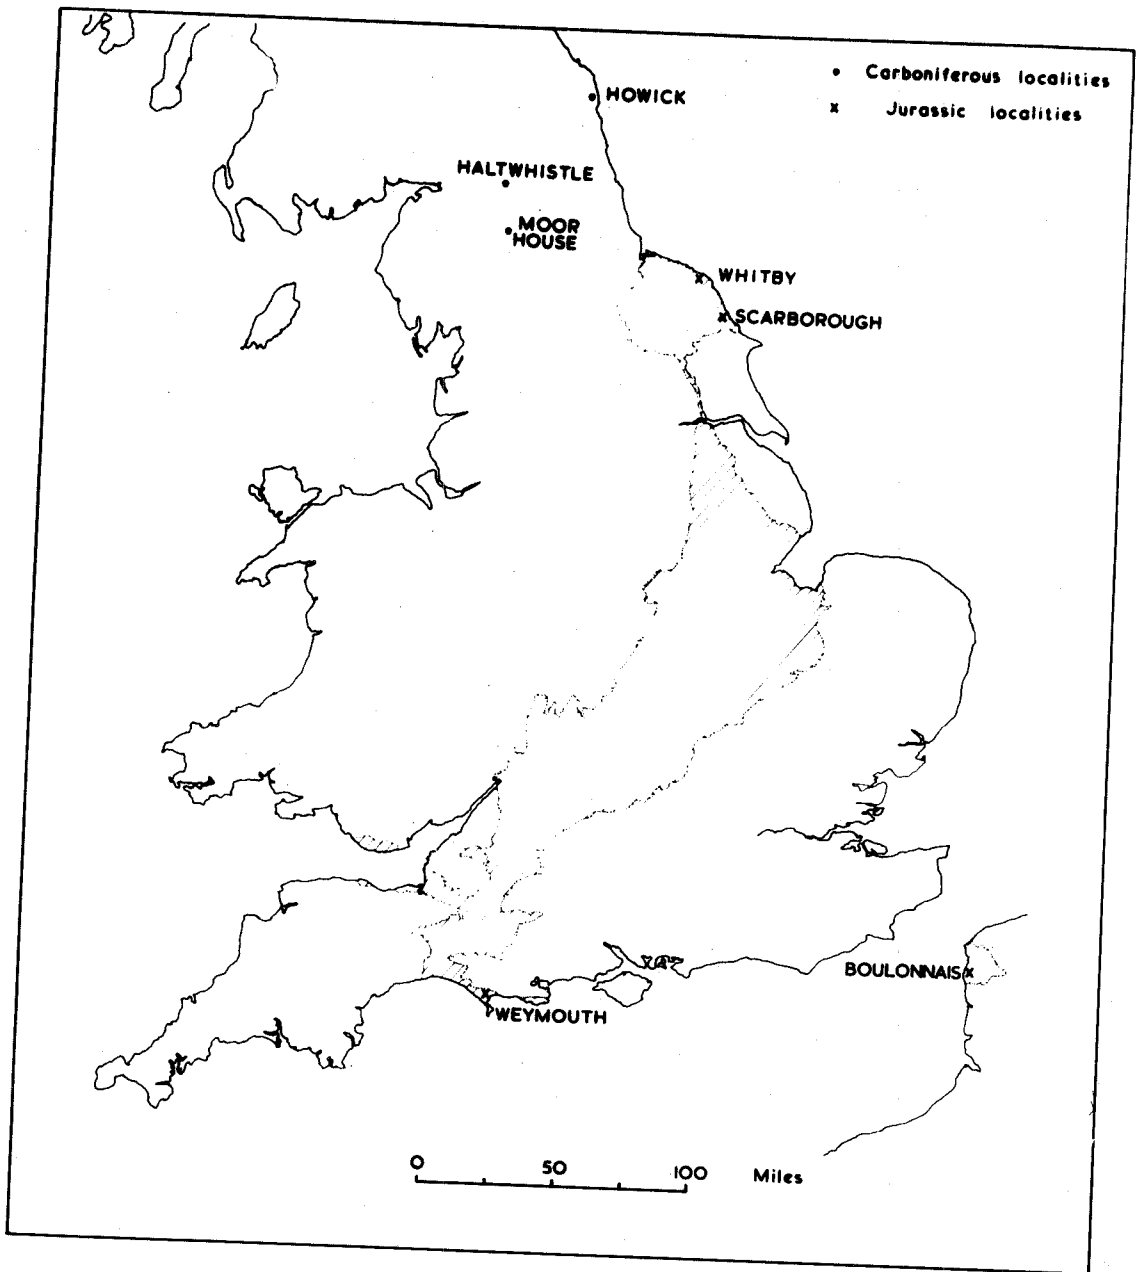 • Carboniferous localities
x Jurassic localities
HOWICK
HALTWHISTLE
MOOR
HOUSE
WHITBY
SCARBOROUGH
BOULONNAIS
WEYMOUTH
0 50 100 Miles